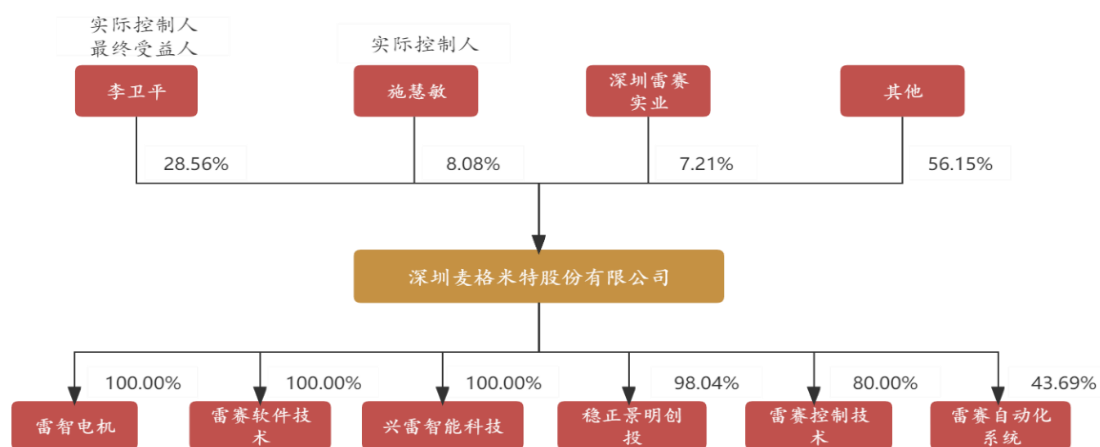 实际控制人
最终受益人
实际控制人
李卫平
施慧敏
深圳雷赛
实业
其他
28.56%
8.08%
7.21%
56.15%
深圳麦格米特股份有限公司
100.00%
100.00%
100.00%
98.04%
80.00%
43.69%
雷智电机
雷赛软件技
术
兴雷智能科技
稳正景明创
投
雷赛控制技
术
雷赛自动化
系统